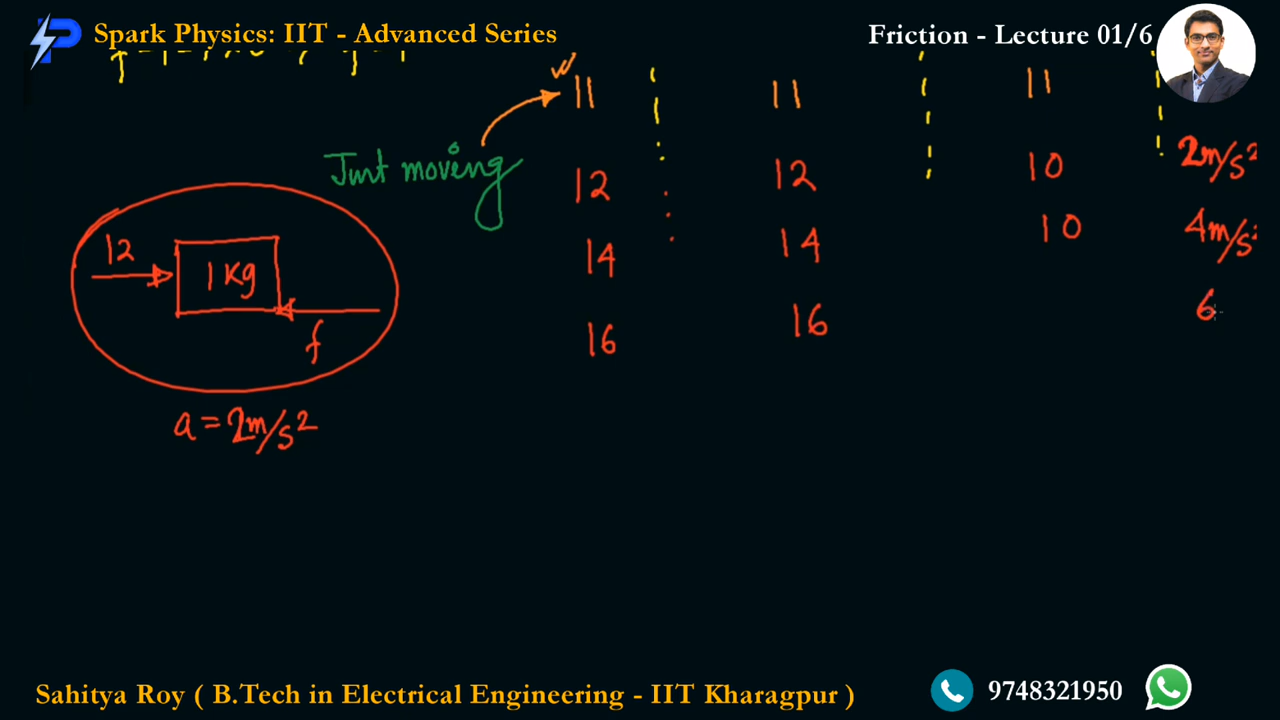 Spark Physics: IIT - Advanced Series
Friction - Lecture 01/6
11 11 11
Just moving
12 12 10 2m/s²
14 14 10 4m/s²
16 16 6
12
1 Kg
f
a = 2m/s²
Sahitya Roy ( B.Tech in Electrical Engineering - IIT Kharagpur )
9748321950